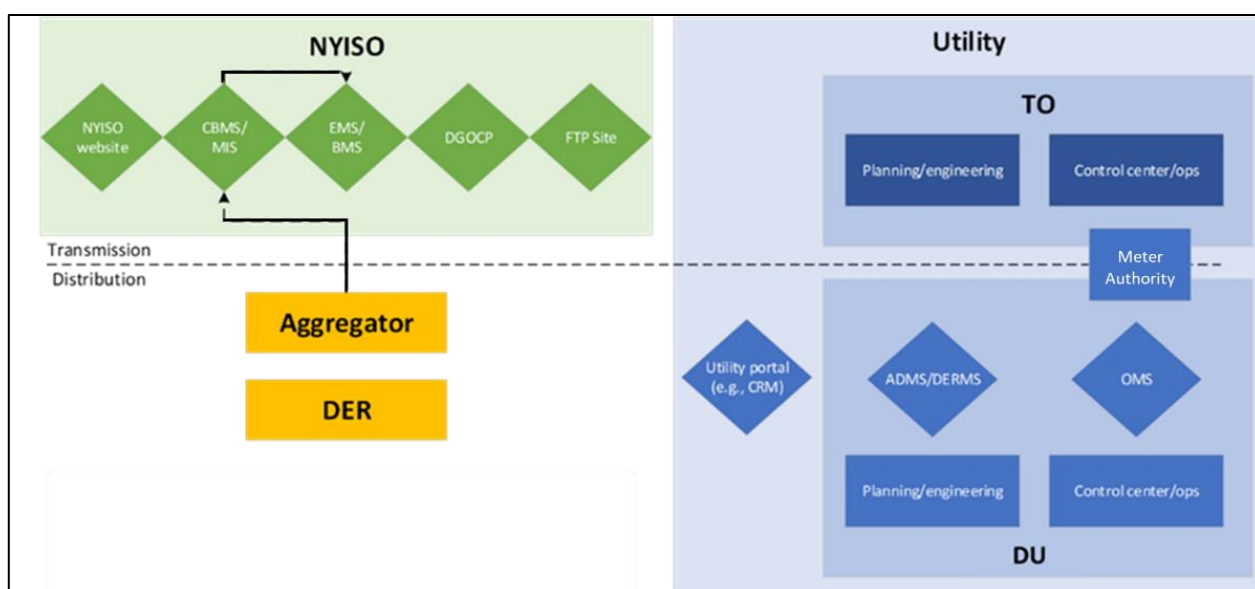 NYISO
NYISO
website
CBMS/
MIS
EMS/
BMS
DGOCP
FTP Site
Transmission
Distribution
Aggregator
DER
Utility
TO
Planning/engineering
Control center/ops
Meter
Authority
Utility portal
(e.g., CRM)
ADMS/DERMS
OMS
Planning/engineering
Control center/ops
DU